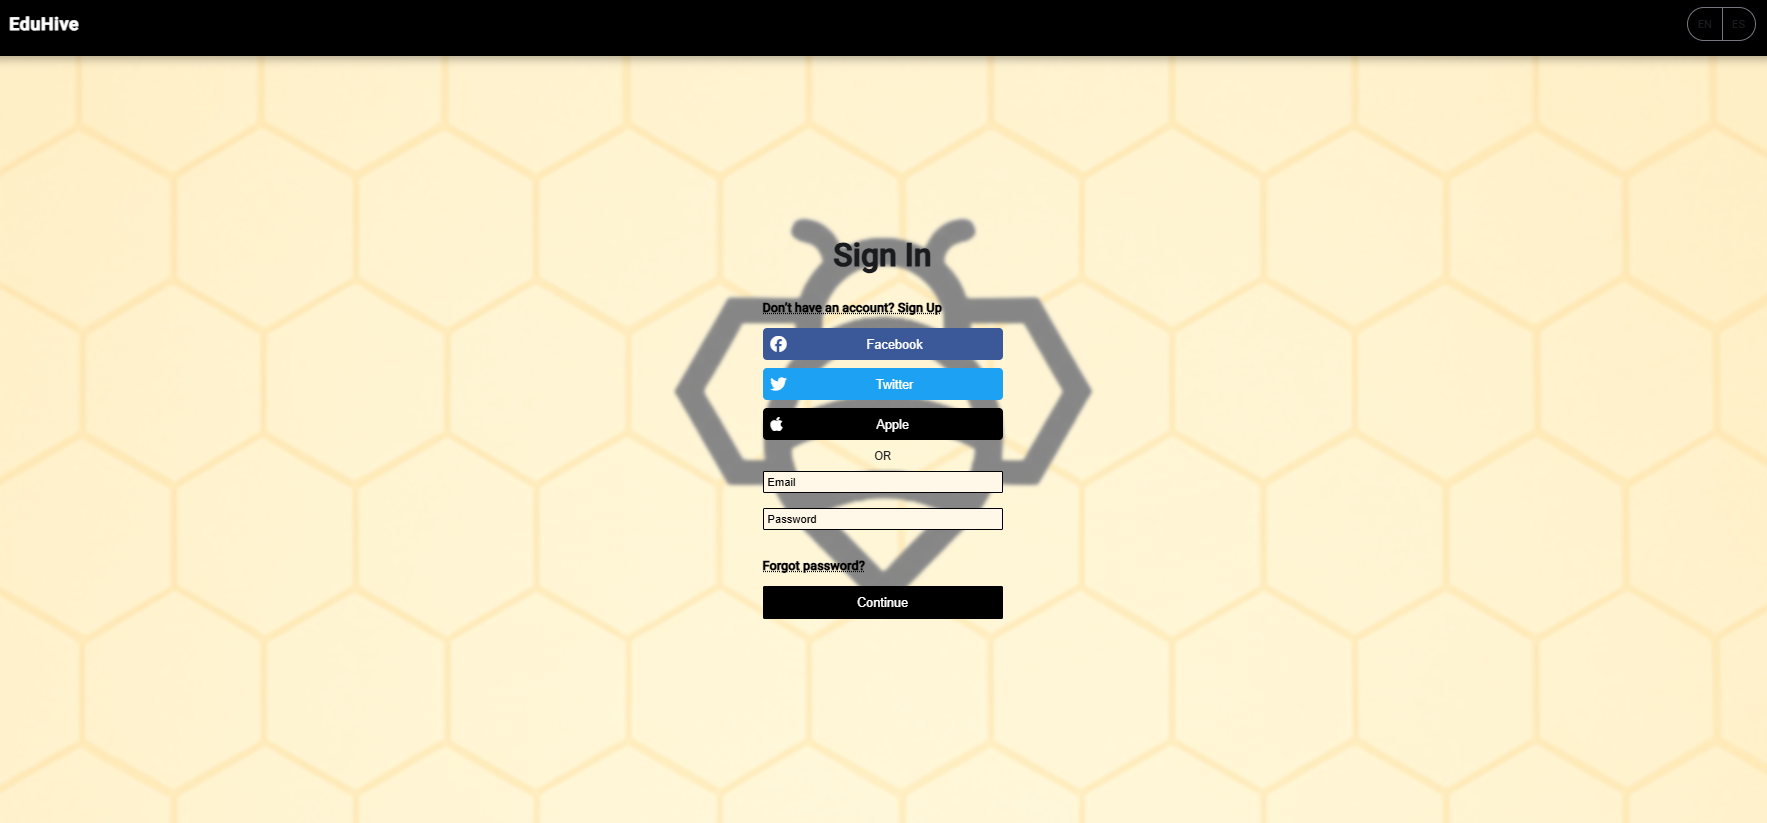 EduHive
EN ES
Sign In
Don't have an account? Sign Up
Facebook
Twitter
Apple
OR
Email
Password
Forgot password?
Continue